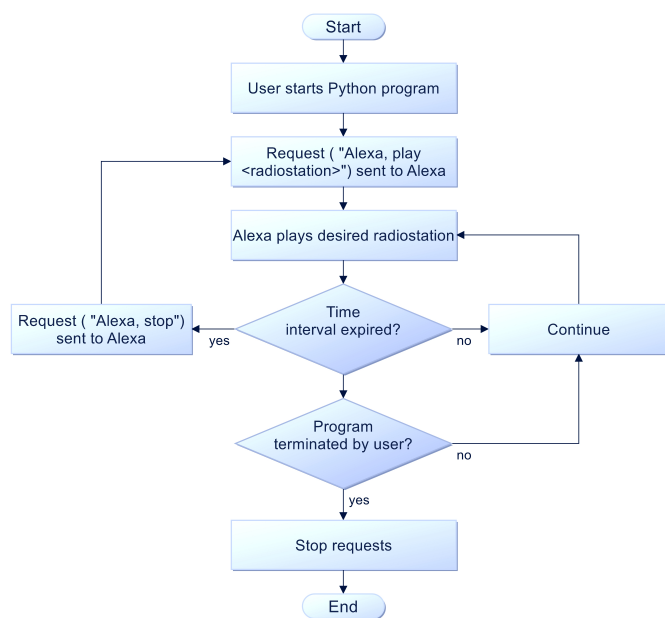 Start
User starts Python program
Request ( "Alexa, play
<radiostation>") sent to Alexa
Alexa plays desired radiostation
Time
interval expired?
Request ( "Alexa, stop")
sent to Alexa
yes
no
Continue
Program
terminated by user?
no
yes
Stop requests
End